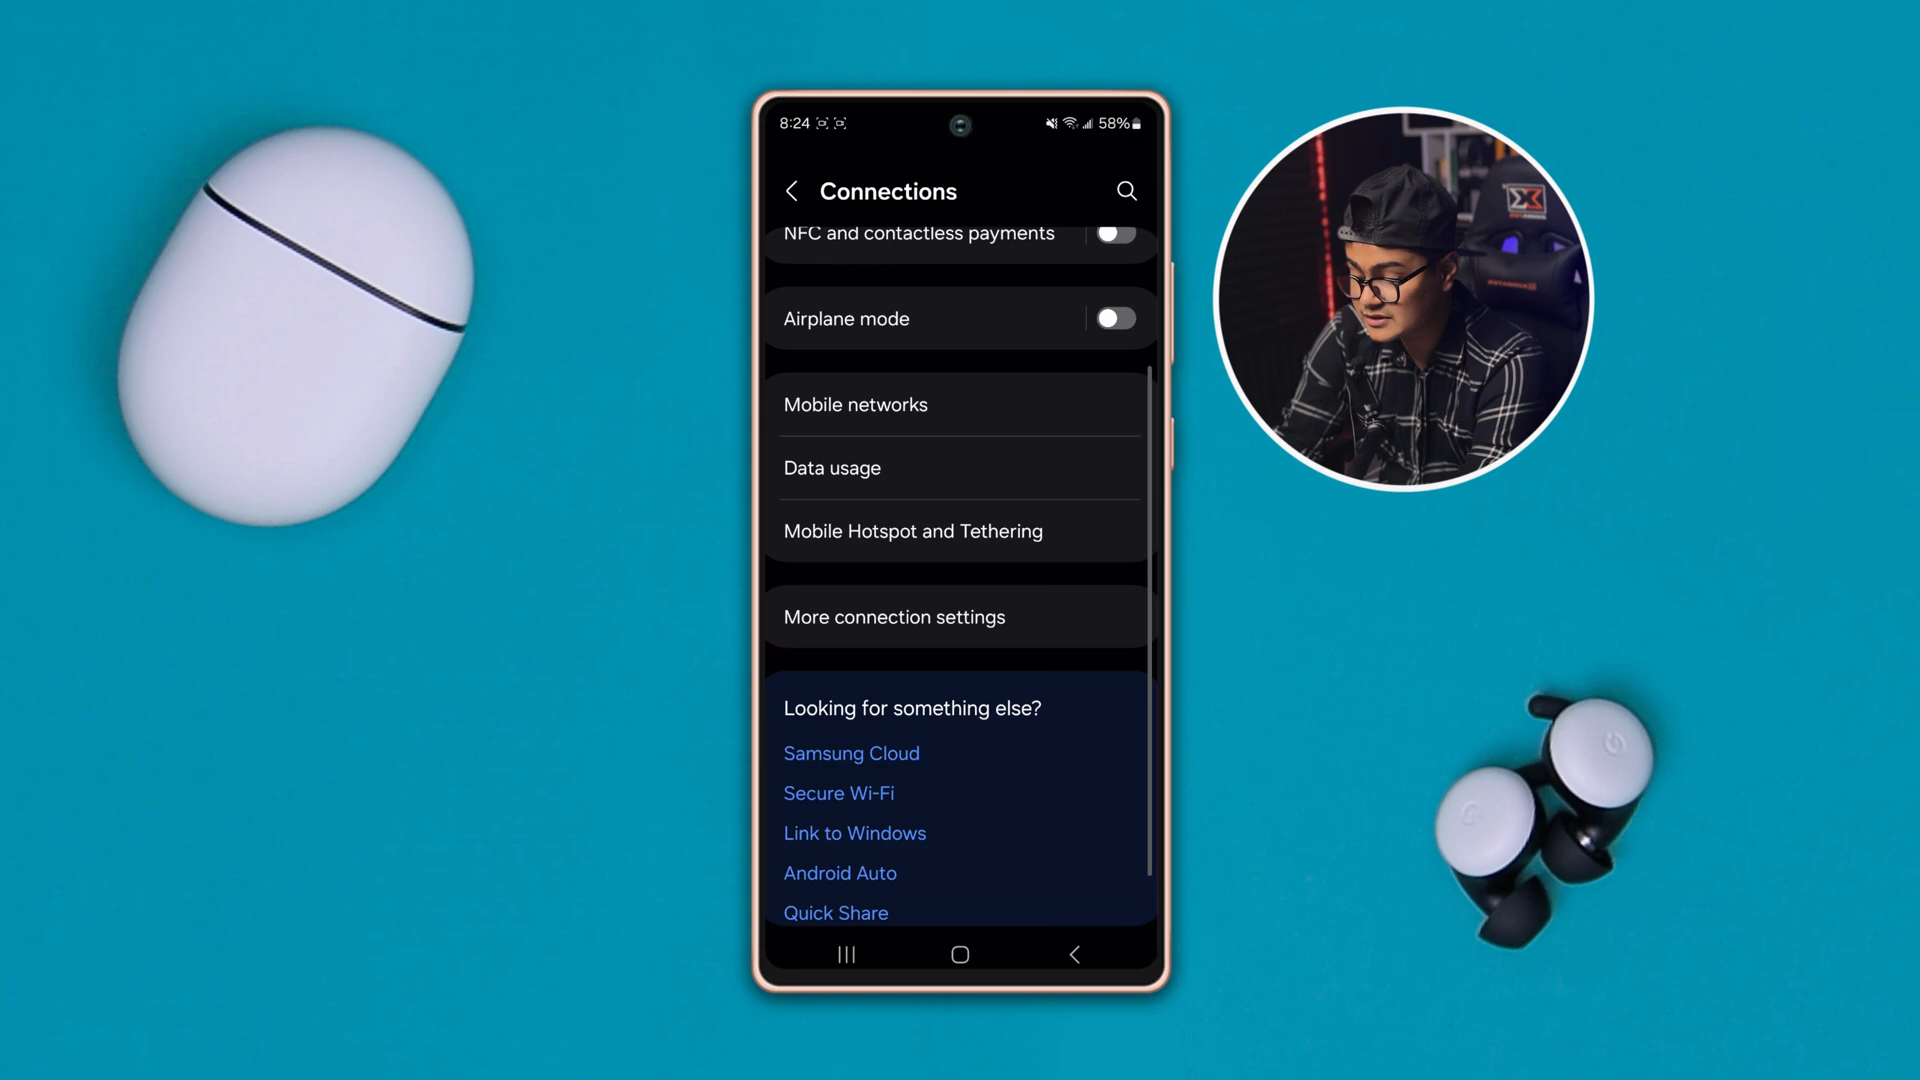 8:24 58%
Connections
NFC and contactless payments
Airplane mode
Mobile networks
Data usage
Mobile Hotspot and Tethering
More connection settings
Looking for something else?
Samsung Cloud
Secure Wi-Fi
Link to Windows
Android Auto
Quick Share